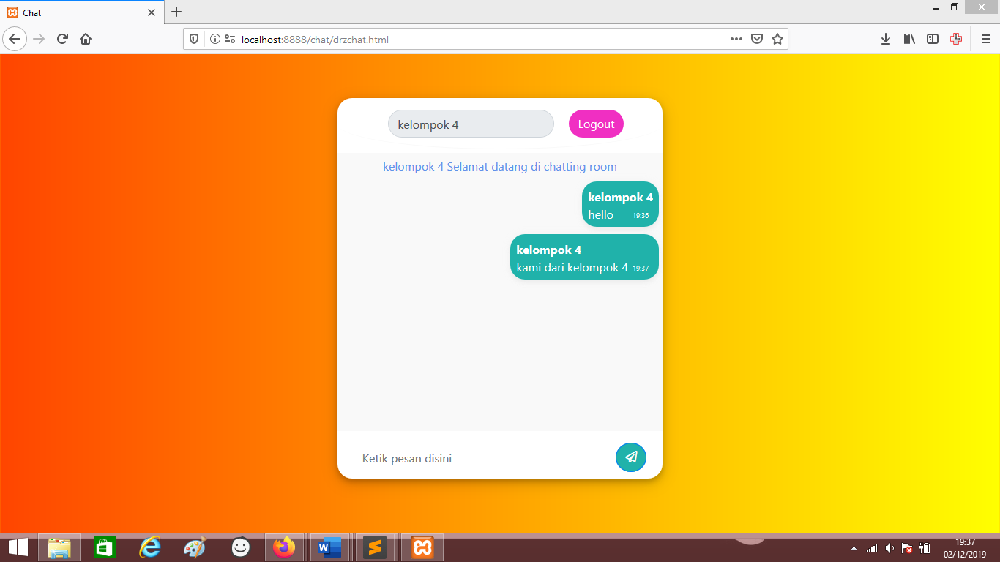 Chat
localhost:8888/chat/drzchat.html
kelompok 4
Logout
kelompok 4 Selamat datang di chatting room
kelompok 4
hello 19:36
kelompok 4
kami dari kelompok 4 19:37
Ketik pesan disini
19:37
02/12/2019